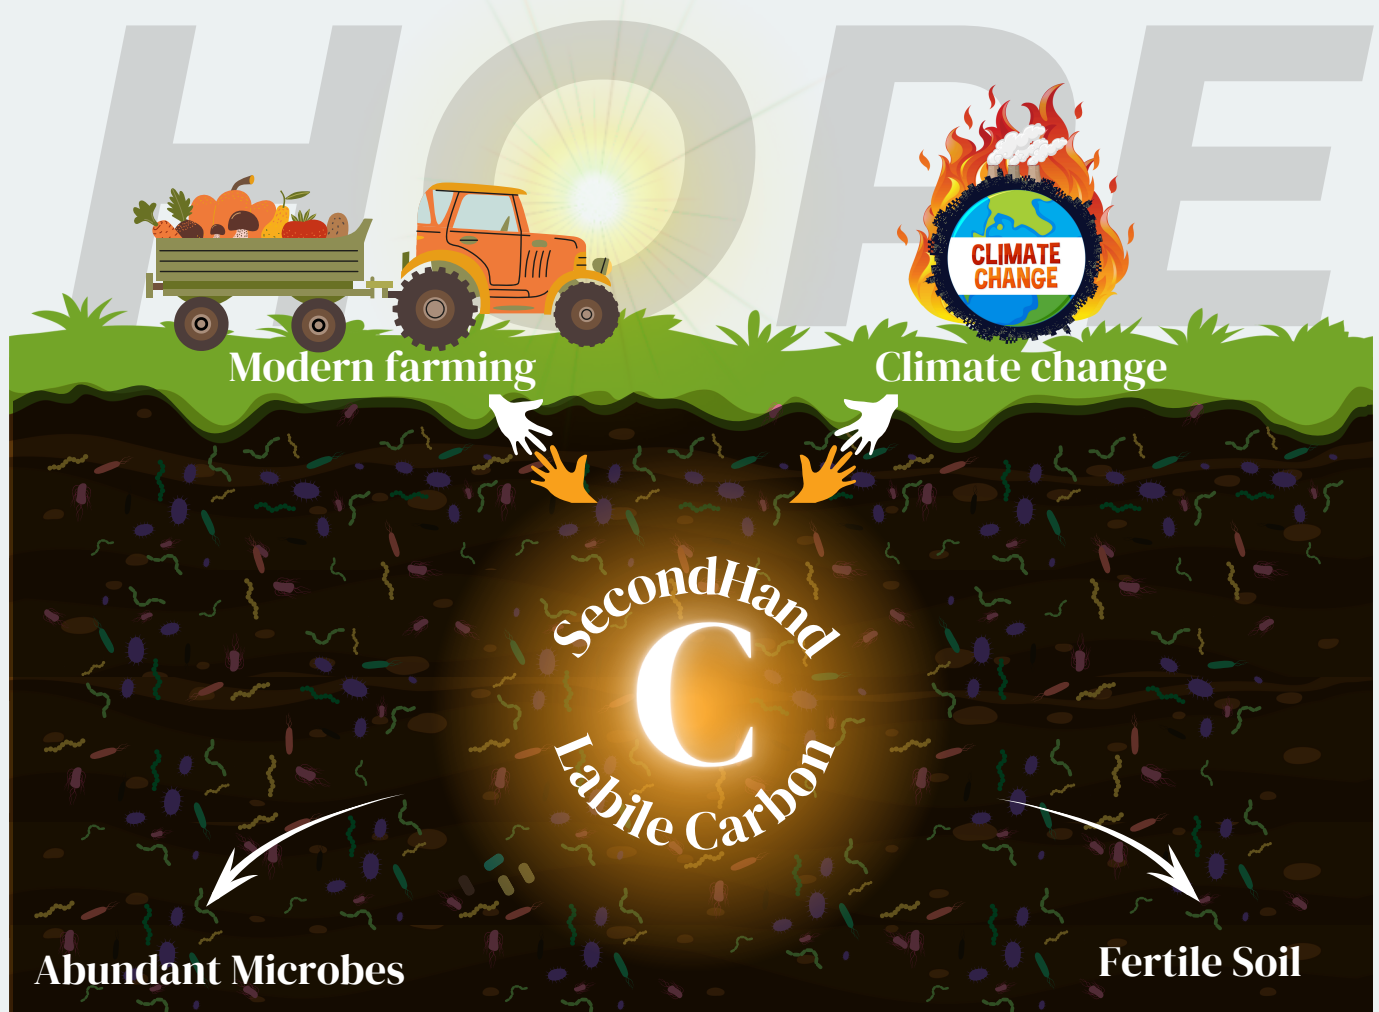 HOPE
CLIMATE
CHANGE
Modern farming
Climate change
SecondHand
C
Labile Carbon
Abundant Microbes
Fertile Soil